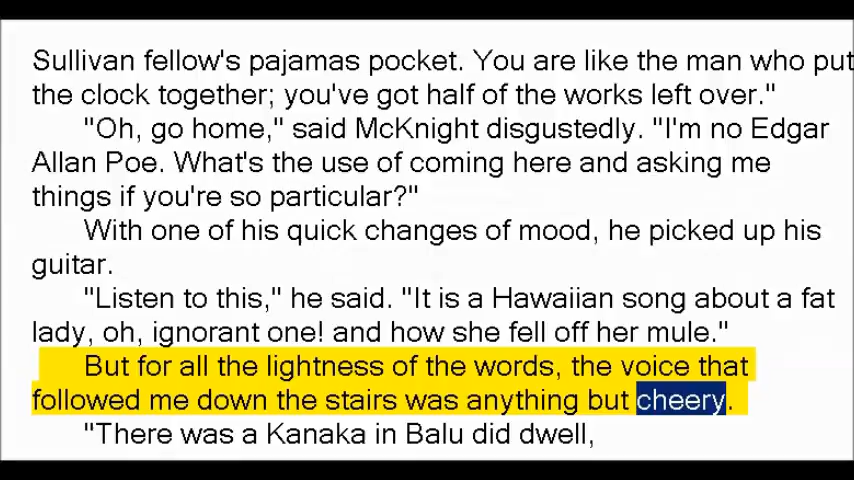 Sullivan fellow's pajamas pocket. You are like the man who put
the clock together; you've got half of the works left over."
"Oh, go home," said McKnight disgustedly. "I'm no Edgar
Allan Poe. What's the use of coming here and asking me
things if you're so particular?"
With one of his quick changes of mood, he picked up his
guitar.
"Listen to this," he said. "It is a Hawaiian song about a fat
lady, oh, ignorant one! and how she fell off her mule."
But for all the lightness of the words, the voice that
followed me down the stairs was anything but cheery.
"There was a Kanaka in Balu did dwell,